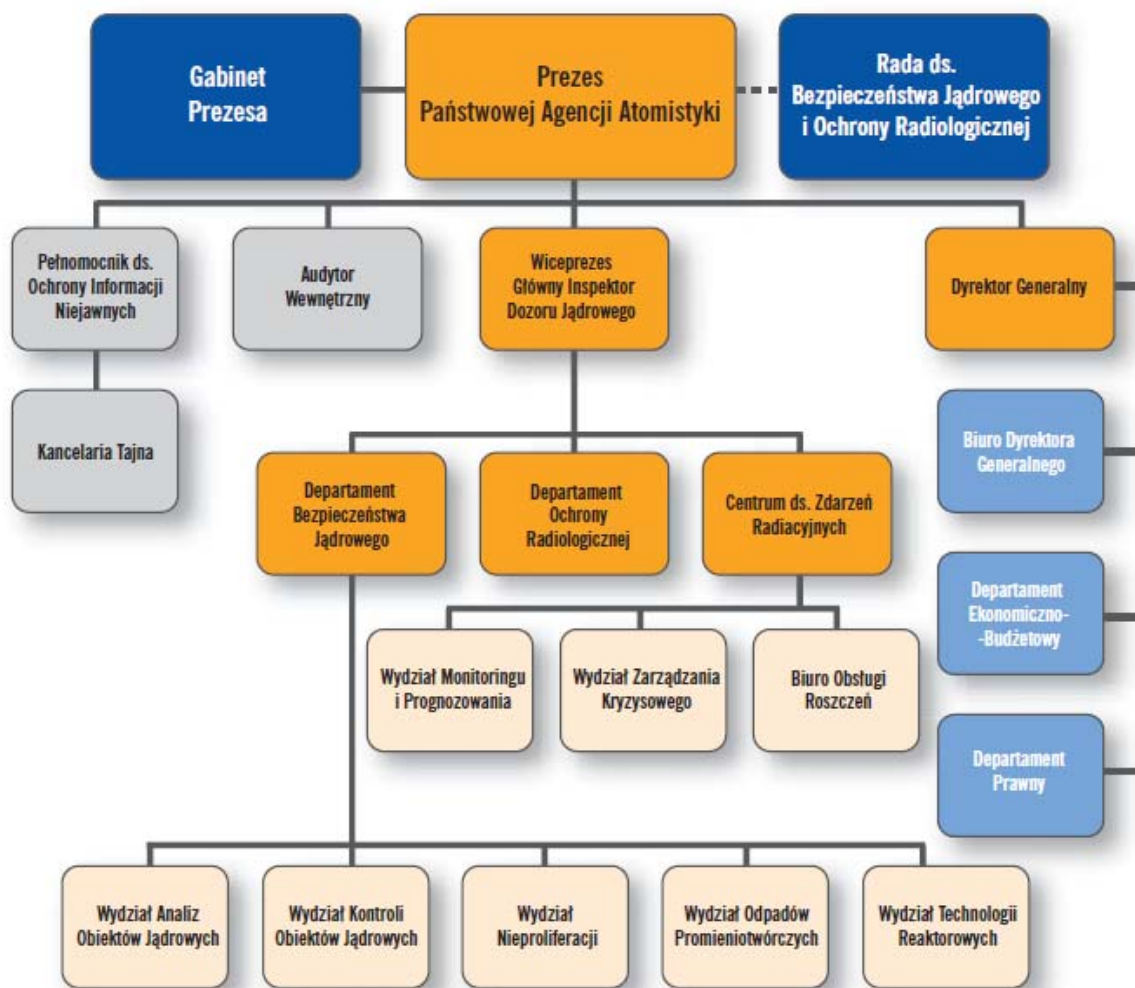 Gabinet
Prezesa
Prezes
Państwowej Agencji Atomistyki
Rada ds.
Bezpieczeństwa Jądrowego
i Ochrony Radiologicznej
Pełnomocnik ds.
Ochrony Informacji
Niejawnych
Audytor
Wewnętrzny
Wiceprezes
Główny Inspektor
Dozoru Jądrowego
Dyrektor Generalny
Kancelaria Tajna
Biuro Dyrektora
Generalnego
Departament
Bezpieczeństwa
Jądrowego
Departament
Ochrony
Radiologicznej
Centrum ds. Zdarzeń
Radiacyjnych
Departament
Ekonomiczno-
-Budżetowy
Wydział Monitoringu
i Prognozowania
Wydział Zarządzania
Kryzysowego
Biuro Obsługi
Roszczeń
Departament
Prawny
Wydział Analiz
Obiektów Jądrowych
Wydział Kontroli
Obiektów Jądrowych
Wydział
Nieproliferacji
Wydział Odpadów
Promieniotwórczych
Wydział Technologii
Reaktorowych